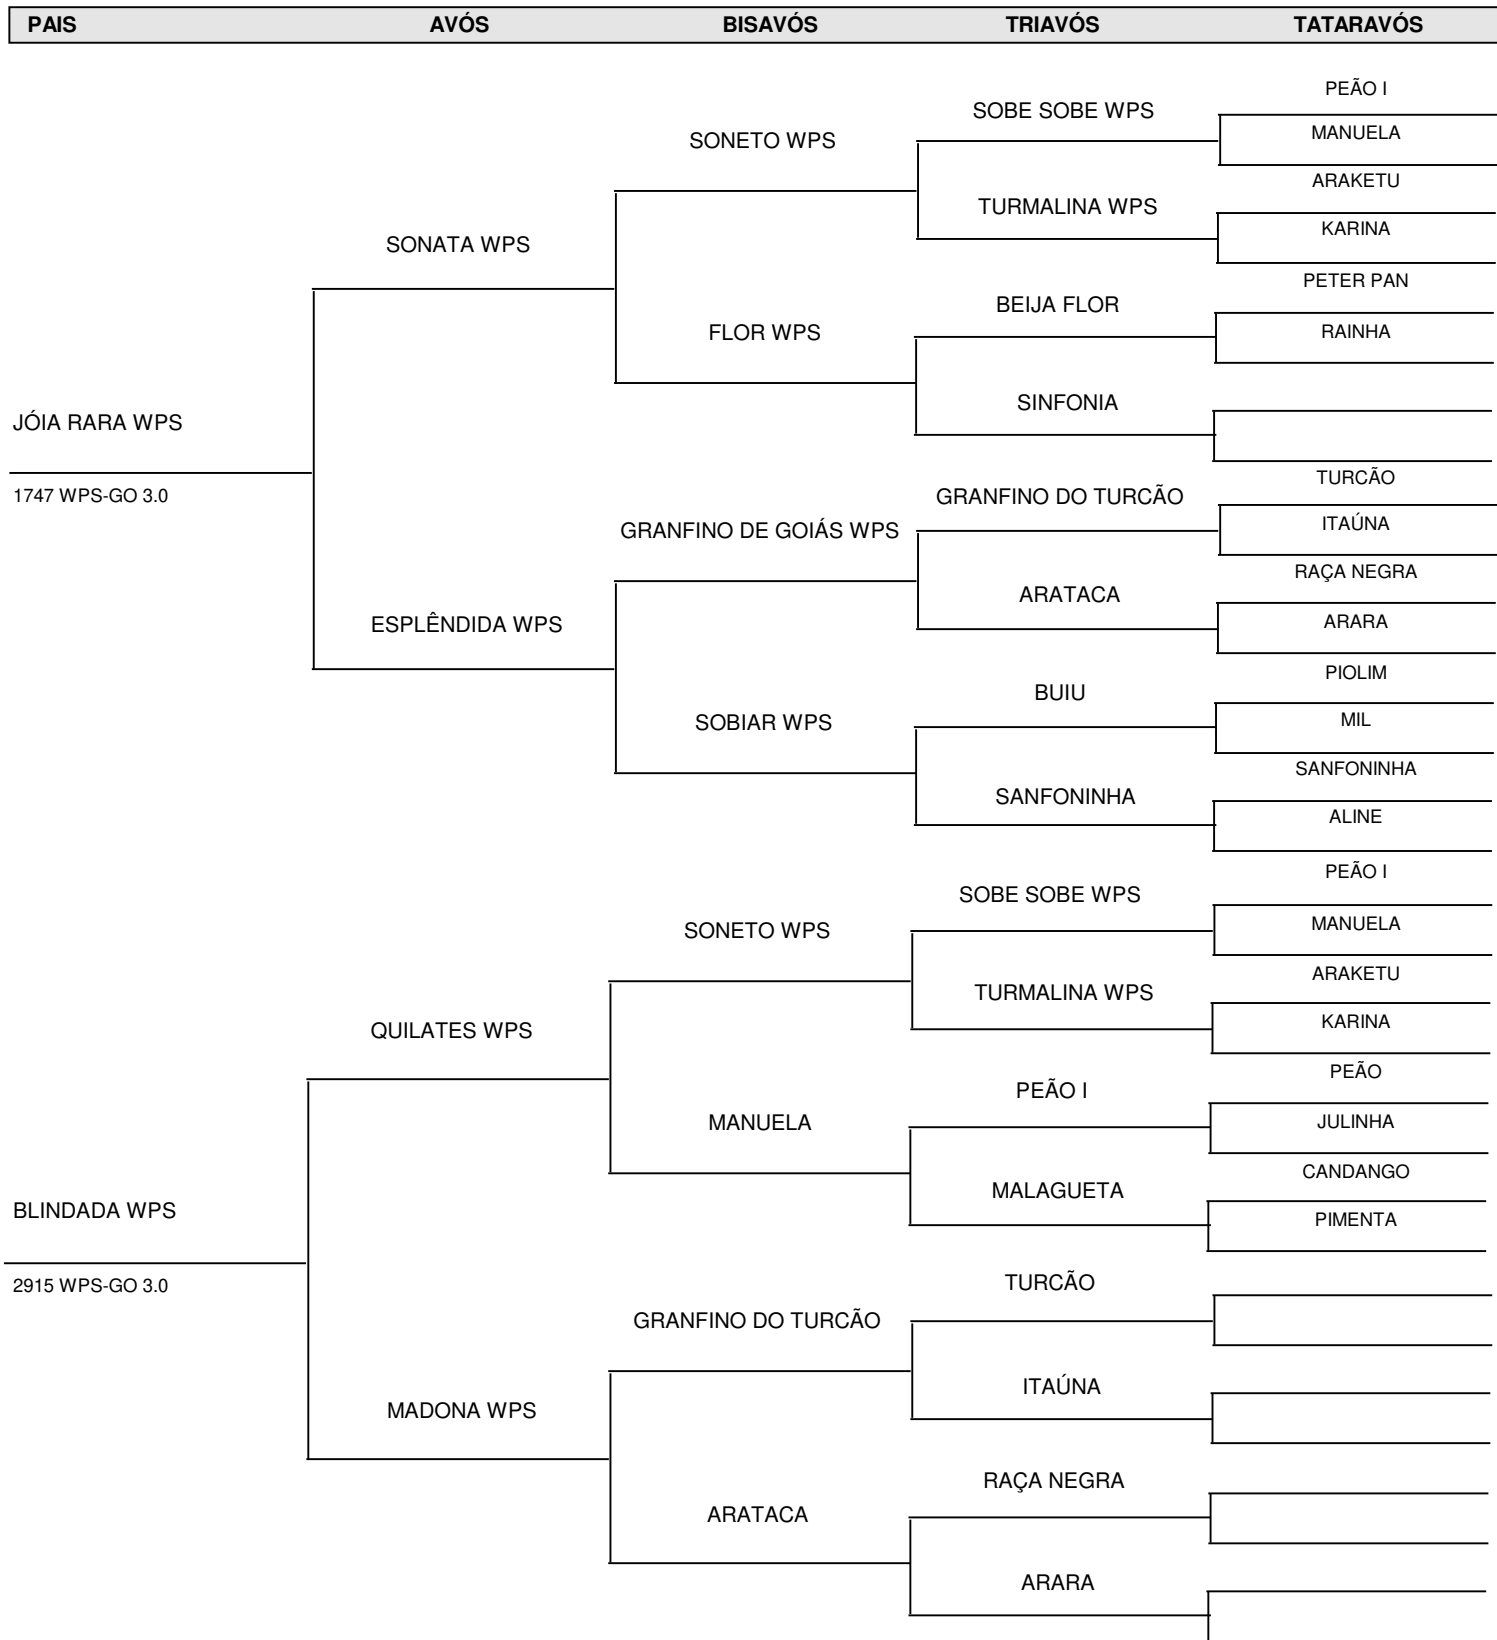 PAIS AVÓS BISAVÓS TRIAVÓS TATARAVÓS
PEÃO I
SOBE SOBE WPS
MANUELA
SONETO WPS
ARAKETU
TURMALINA WPS
KARINA
SONATA WPS
PETER PAN
BEIJA FLOR
RAINHA
FLOR WPS
SINFONIA
JÓIA RARA WPS
TURCÃO
1747 WPS-GO 3.0
GRANFINO DO TURCÃO
ITAÚNA
GRANFINO DE GOIÁS WPS
RAÇA NEGRA
ARATACA
ARARA
ESPLÊNDIDA WPS
PIOLIM
BUIU
MIL
SOBIAR WPS
SANFONINHA
SANFONINHA
ALINE
PEÃO I
SOBE SOBE WPS
MANUELA
SONETO WPS
ARAKETU
TURMALINA WPS
KARINA
QUILATES WPS
PEÃO
PEÃO I
JULINHA
MANUELA
CANDANGO
MALAGUETA
PIMENTA
BLINDADA WPS
2915 WPS-GO 3.0
TURCÃO
GRANFINO DO TURCÃO
ITAÚNA
MADONA WPS
RAÇA NEGRA
ARATACA
ARARA